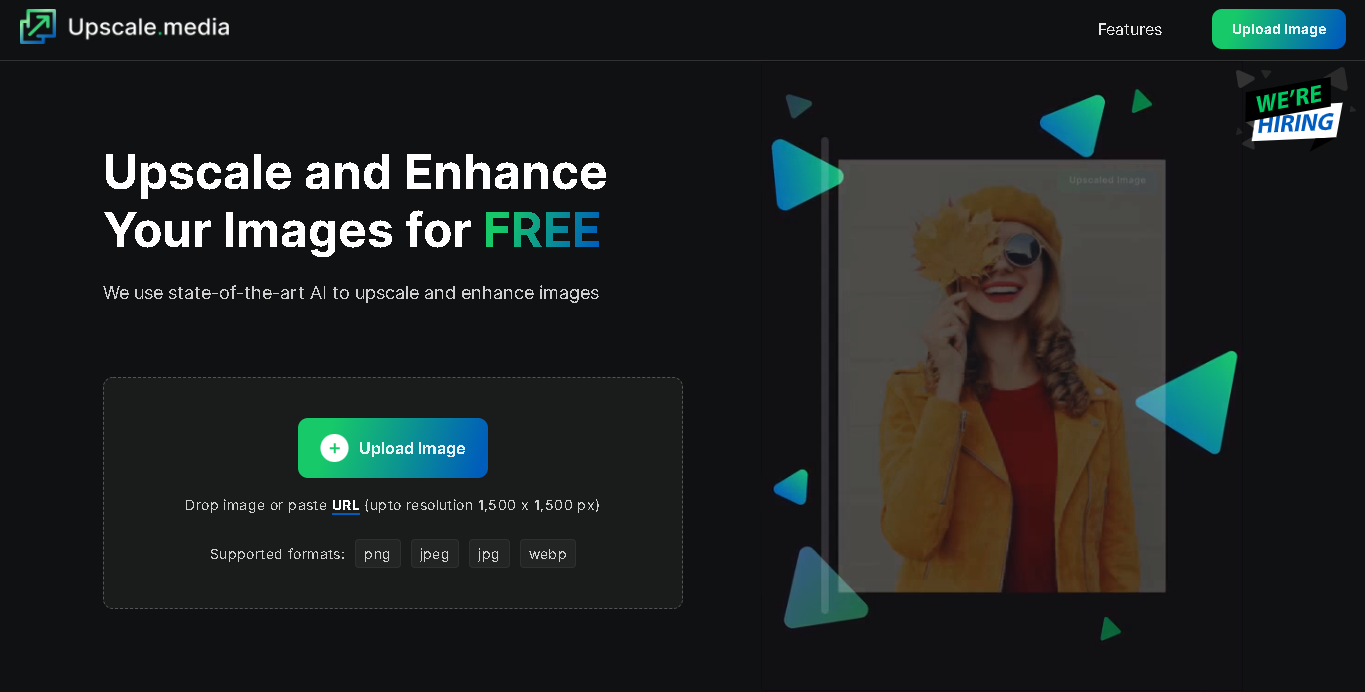 Upscale.media
Features
Upload Image
WE'RE
HIRING
Upscale and Enhance
Your Images for FREE
We use state-of-the-art AI to upscale and enhance images
Upscaled Image
Upload Image
Drop image or paste URL (upto resolution 1,500 x 1,500 px)
Supported formats: png jpeg jpg webp